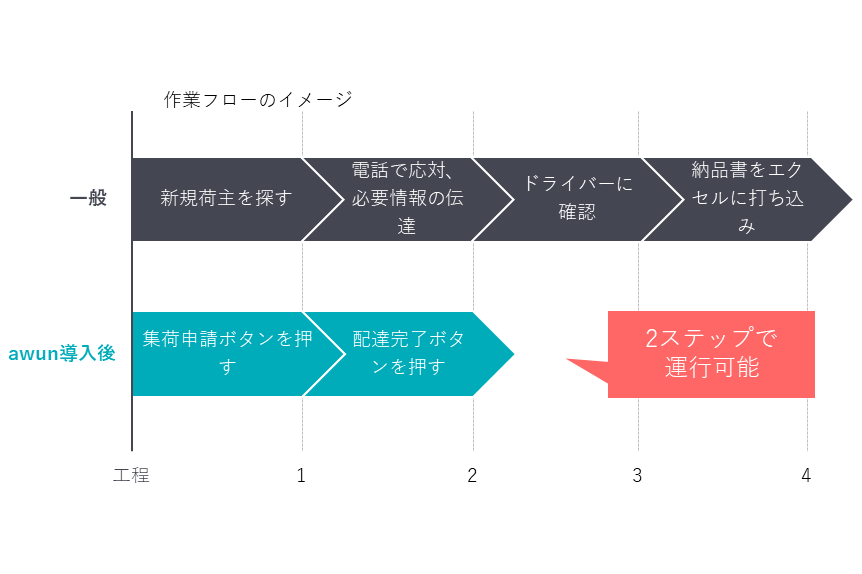 作業フローのイメージ
一般
新規荷主を探す
電話で応対、
必要情報の伝
達
ドライバーに
確認
納品書をエク
セルに打ち込
み
awun導入後
集荷申請ボタンを押
す
配達完了ボタ
ンを押す
2ステップで
運行可能
工程
1
2
3
4